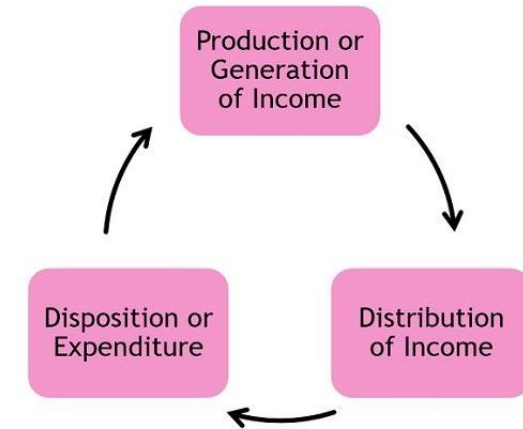 Production or
Generation
of Income
Distribution
of Income
Disposition or
Expenditure